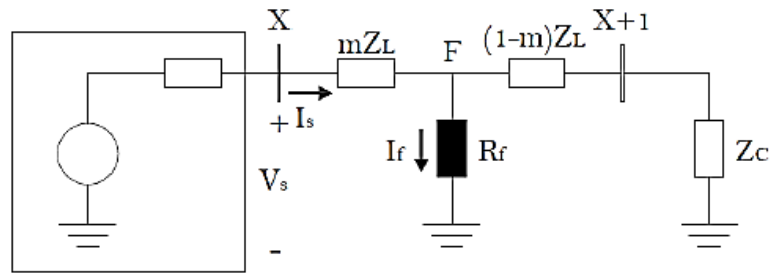 X
mZL
F
(1-m)ZL
X+1
+
Is
If
Rf
Zc
Vs
-